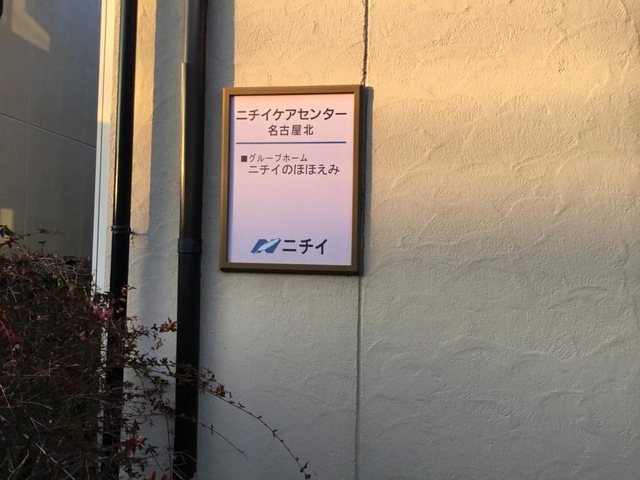 ニチイケアセンター
名古屋北
■グループホーム
ニチイのほほえみ
ニチイ